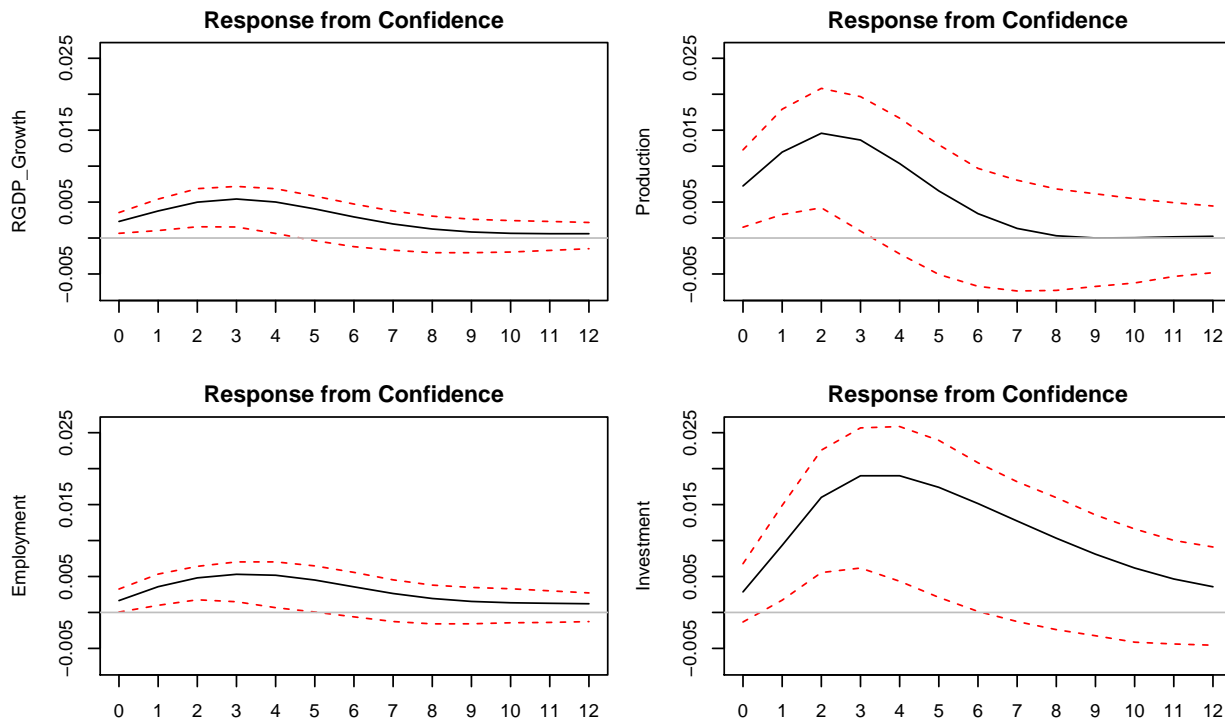 Response from Confidence
RGDP_Growth
0.025
0.015
0.005
−0.005
0 1 2 3 4 5 6 7 8 9 10 11 12
Response from Confidence
Production
0.025
0.015
0.005
−0.005
0 1 2 3 4 5 6 7 8 9 10 11 12
Response from Confidence
Employment
0.025
0.015
0.005
−0.005
0 1 2 3 4 5 6 7 8 9 10 11 12
Response from Confidence
Investment
0.025
0.015
0.005
−0.005
0 1 2 3 4 5 6 7 8 9 10 11 12